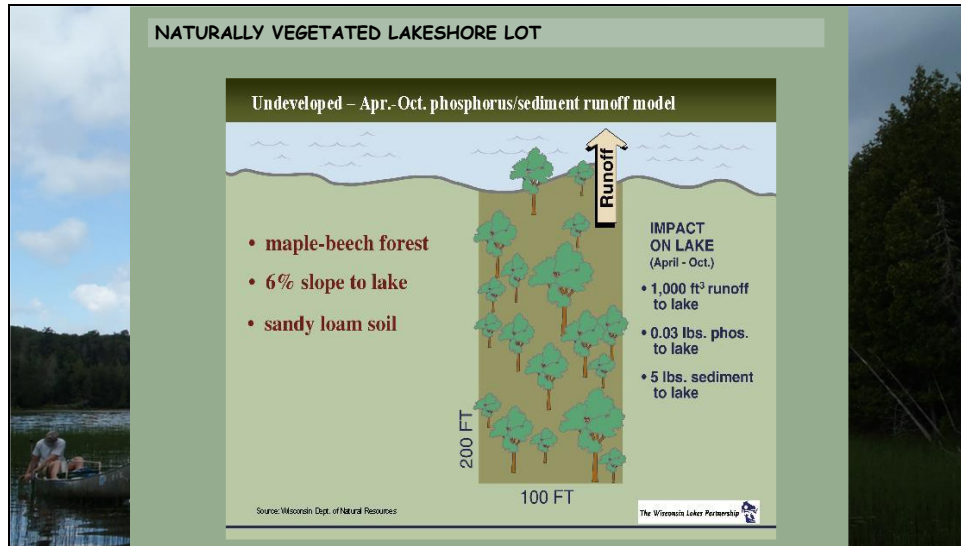 NATURALLY VEGETATED LAKESHORE LOT
Undeveloped – Apr.-Oct. phosphorus/sediment runoff model
Runoff
• maple-beech forest
• 6% slope to lake
• sandy loam soil
IMPACT
ON LAKE
(April - Oct.)
• 1,000 ft³ runoff
to lake
• 0.03 lbs. phos.
to lake
• 5 lbs. sediment
to lake
200 FT
100 FT
Source: Wisconsin Dept. of Natural Resources
The Wisconsin Lakes Partnership